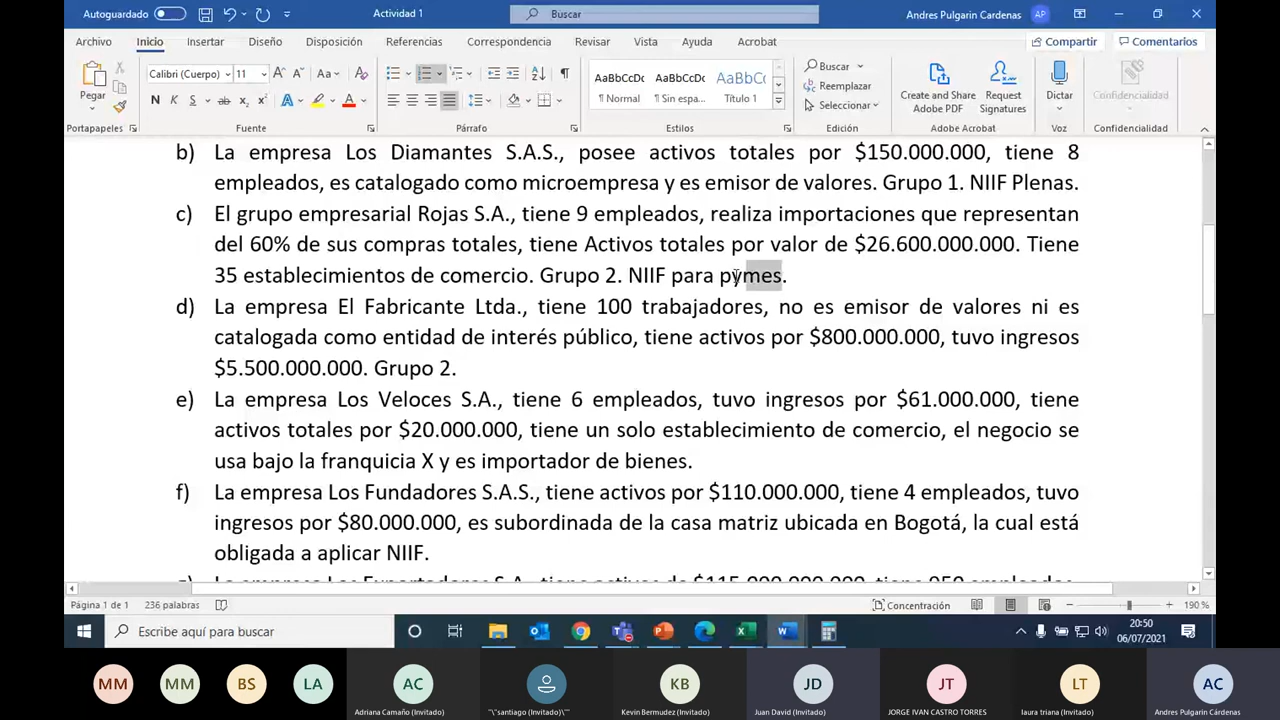 Autoguardado
Actividad 1
Buscar
Andres Pulgarin Cardenas
AP
Archivo Inicio Insertar Diseño Disposición Referencias Correspondencia Revisar Vista Ayuda Acrobat
Compartir
Comentarios
Pegar
Calibri (Cuerpo) 11
N K S ab x₂ x²
AaBbCcDc AaBbCcDc AaBbCc
¶ Normal ¶ Sin espa... Título 1
Buscar
Reemplazar
Seleccionar
Create and Share Adobe PDF
Request Signatures
Dictar
Confidencialidad
Portapapeles Fuente Párrafo Estilos Edición Adobe Acrobat Voz Confidencialidad
b) La empresa Los Diamantes S.A.S., posee activos totales por $150.000.000, tiene 8
empleados, es catalogado como microempresa y es emisor de valores. Grupo 1. NIIF Plenas.
c) El grupo empresarial Rojas S.A., tiene 9 empleados, realiza importaciones que representan
del 60% de sus compras totales, tiene Activos totales por valor de $26.600.000.000. Tiene
35 establecimientos de comercio. Grupo 2. NIIF para pymes.
d) La empresa El Fabricante Ltda., tiene 100 trabajadores, no es emisor de valores ni es
catalogada como entidad de interés público, tiene activos por $800.000.000, tuvo ingresos
$5.500.000.000. Grupo 2.
e) La empresa Los Veloces S.A., tiene 6 empleados, tuvo ingresos por $61.000.000, tiene
activos totales por $20.000.000, tiene un solo establecimiento de comercio, el negocio se
usa bajo la franquicia X y es importador de bienes.
f) La empresa Los Fundadores S.A.S., tiene activos por $110.000.000, tiene 4 empleados, tuvo
ingresos por $80.000.000, es subordinada de la casa matriz ubicada en Bogotá, la cual está
obligada a aplicar NIIF.
Página 1 de 1 236 palabras
Concentración
190 %
Escribe aquí para buscar
20:50
06/07/2021
MM MM BS LA AC KB JD JT LT AC
Adriana Camaño (Invitado) "\"santiago (Invitado)\"" Kevin Bermudez (Invitado) Juan David (Invitado) JORGE IVAN CASTRO TORRES laura triana (Invitado) Andres Pulgarin Cárdenas